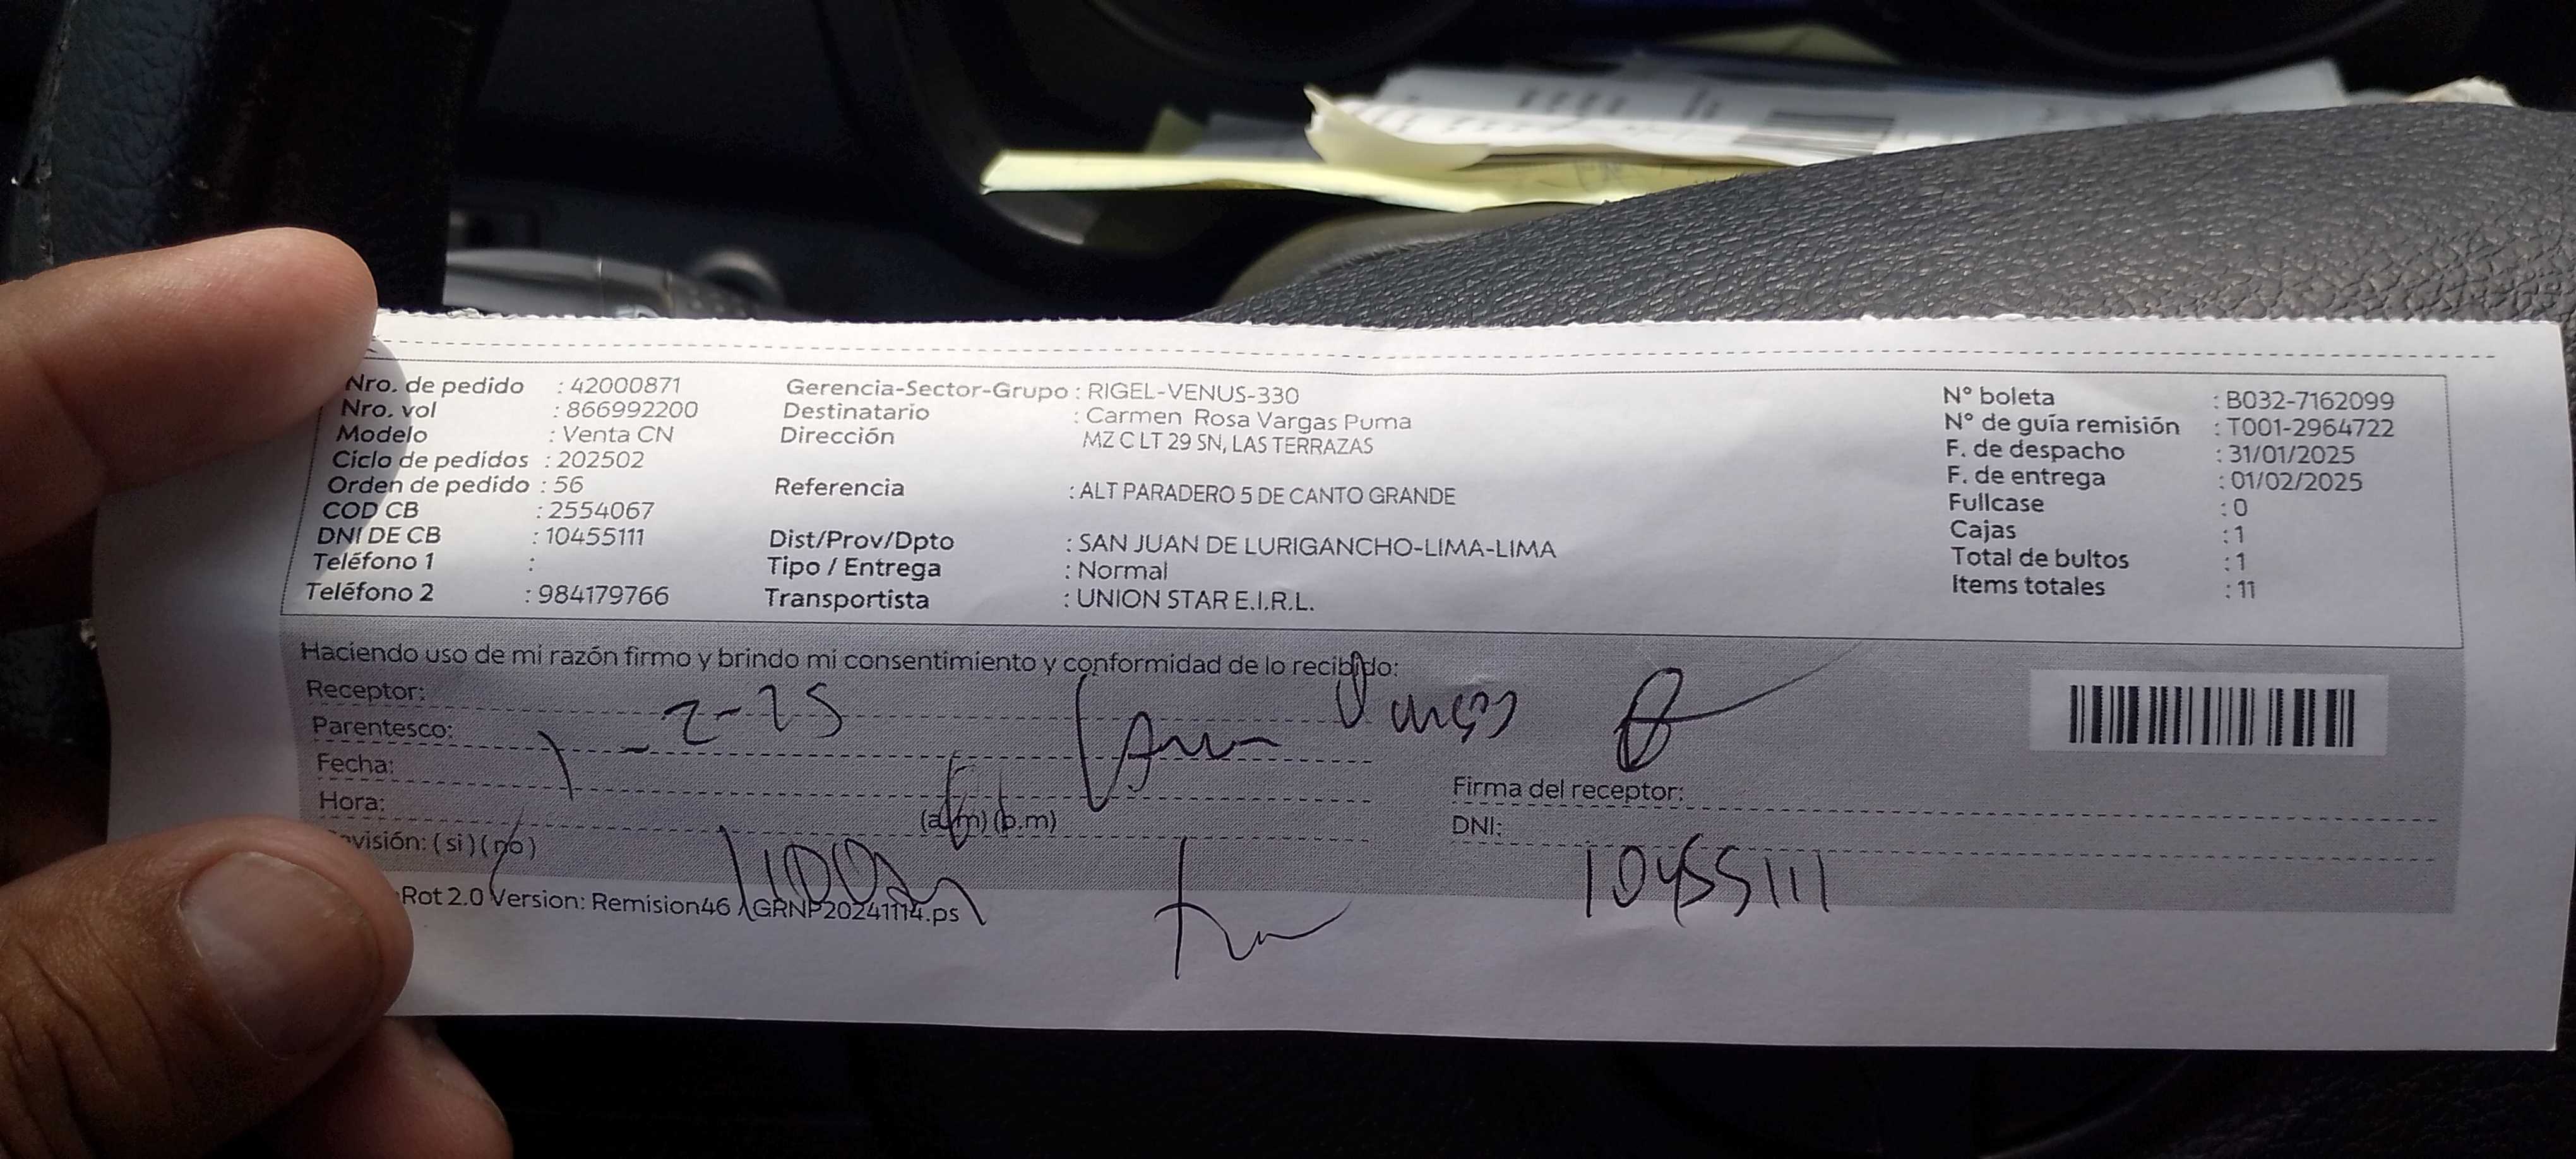 Nro. de pedido : 42000871
Nro. vol : 866992200
Modelo : Venta CN
Ciclo de pedidos : 202502
Orden de pedido : 56
COD CB : 2554067
DNI DE CB : 10455111
Teléfono 1 :
Teléfono 2 : 984179766
Gerencia-Sector-Grupo : RIGEL-VENUS-330
Destinatario : Carmen Rosa Vargas Puma
Dirección MZ C LT 29 SN, LAS TERRAZAS
Referencia : ALT PARADERO 5 DE CANTO GRANDE
Dist/Prov/Dpto : SAN JUAN DE LURIGANCHO-LIMA-LIMA
Tipo / Entrega : Normal
Transportista : UNION STAR E.I.R.L.
N° boleta : B032-7162099
N° de guía remisión : T001-2964722
F. de despacho : 31/01/2025
F. de entrega : 01/02/2025
Fullcase : 0
Cajas : 1
Total de bultos : 1
Items totales : 11
Haciendo uso de mi razón firmo y brindo mi consentimiento y conformidad de lo recibido:
Receptor:
Parentesco:
1-2-25
Fecha:
Hora: (a.m) (p.m)
visión: ( si ) ( no )
Firma del receptor:
DNI:
10455111
Rot 2.0 Version: Remision46 GRNP20241114.ps